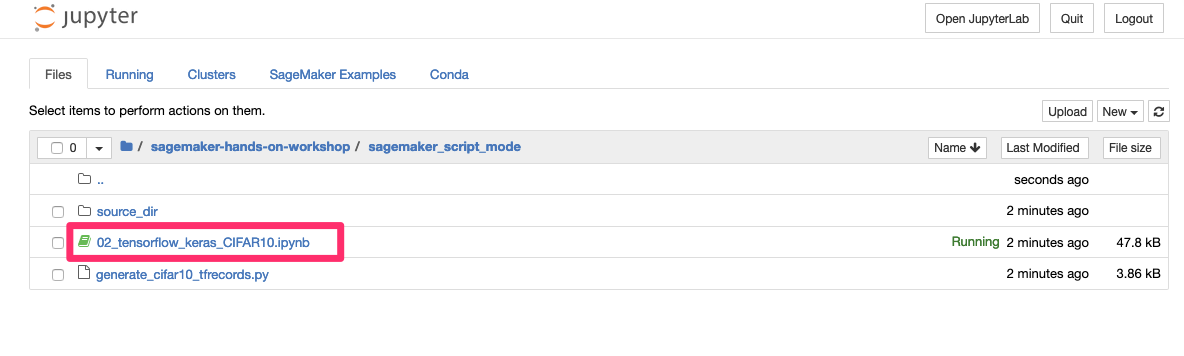 jupyter
Open JupyterLab Quit Logout
Files Running Clusters SageMaker Examples Conda
Select items to perform actions on them.
Upload New
0 / sagemaker-hands-on-workshop / sagemaker_script_mode Name Last Modified File size
.. seconds ago
source_dir 2 minutes ago
02_tensorflow_keras_CIFAR10.ipynb Running 2 minutes ago 47.8 kB
generate_cifar10_tfrecords.py 2 minutes ago 3.86 kB